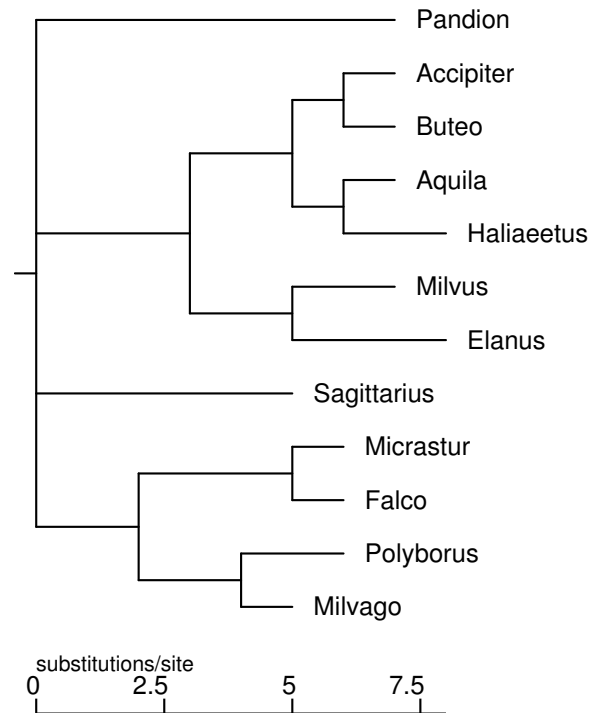 Pandion
Accipiter
Buteo
Aquila
Haliaeetus
Milvus
Elanus
Sagittarius
Micrastur
Falco
Polyborus
Milvago
substitutions/site
0 2.5 5 7.5